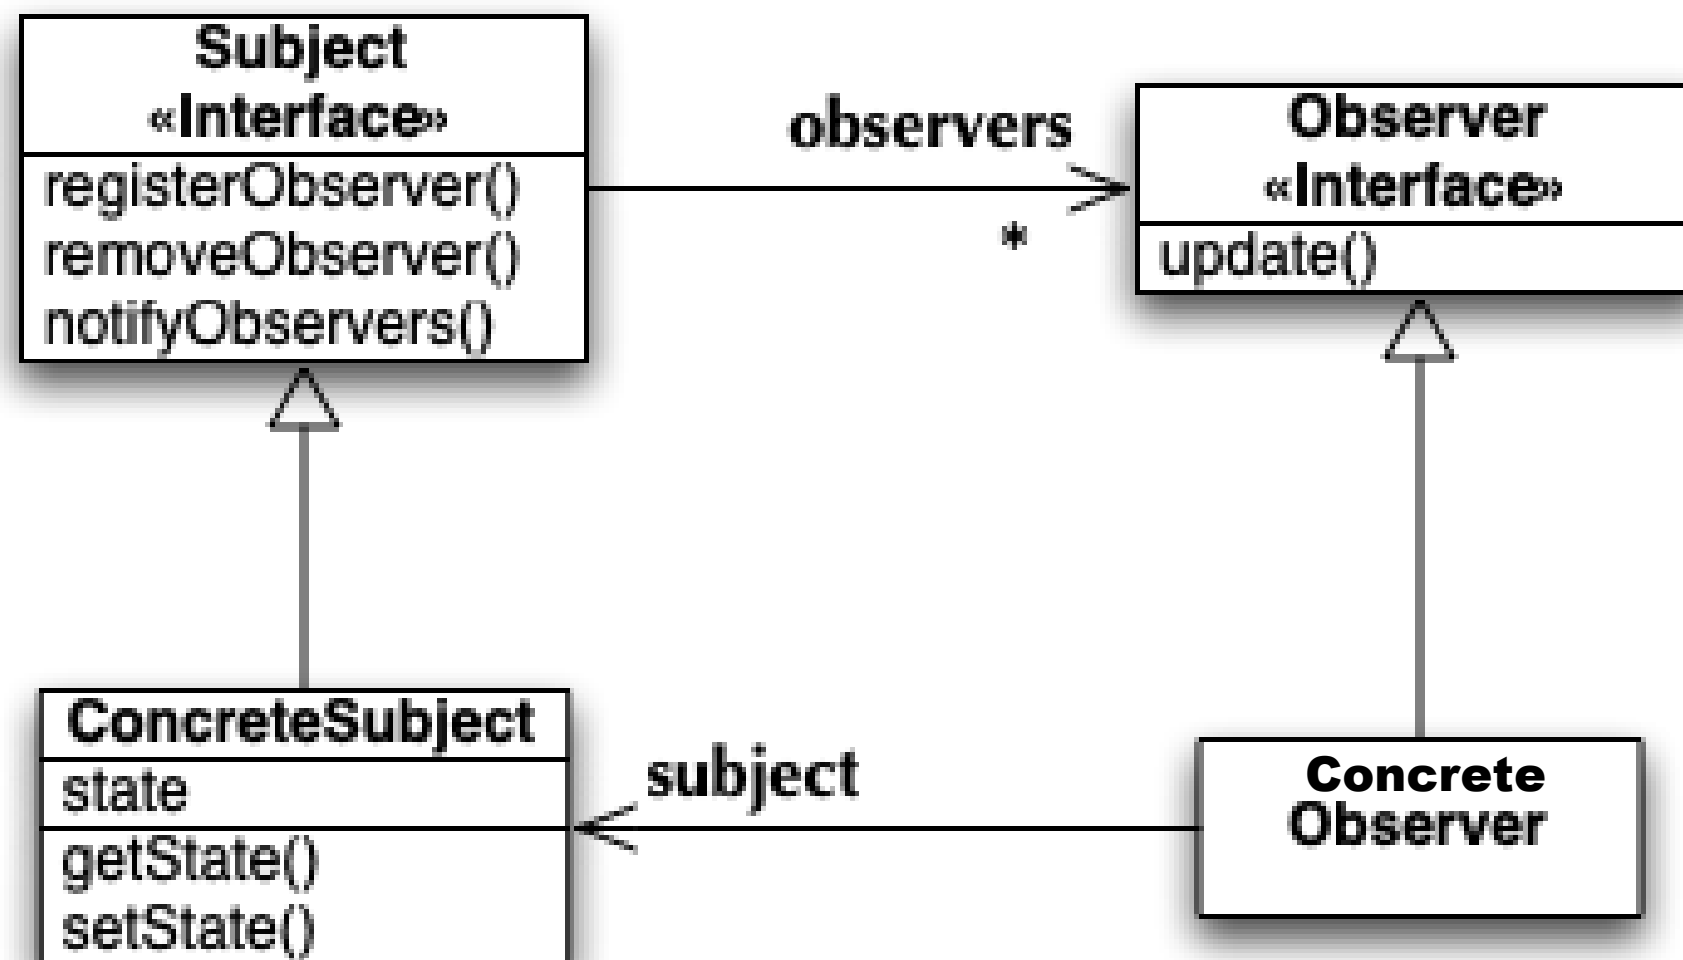 Subject
«Interface»
registerObserver()
removeObserver()
notifyObservers()
observers
*
Observer
«Interface»
update()
ConcreteSubject
state
getState()
setState()
subject
Concrete
Observer